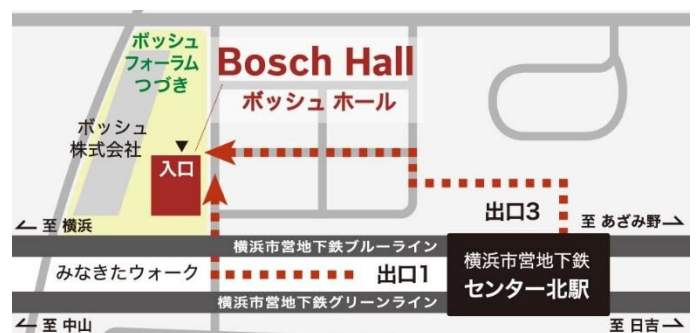 ボッシュ
フォーラム
つづき
Bosch Hall
ボッシュ ホール
ボッシュ
株式会社
入口
出口3
至 横浜
至 あざみ野
横浜市営地下鉄ブルーライン
みなきたウォーク
出口1
横浜市営地下鉄
センター北駅
横浜市営地下鉄グリーンライン
至 中山
至 日吉